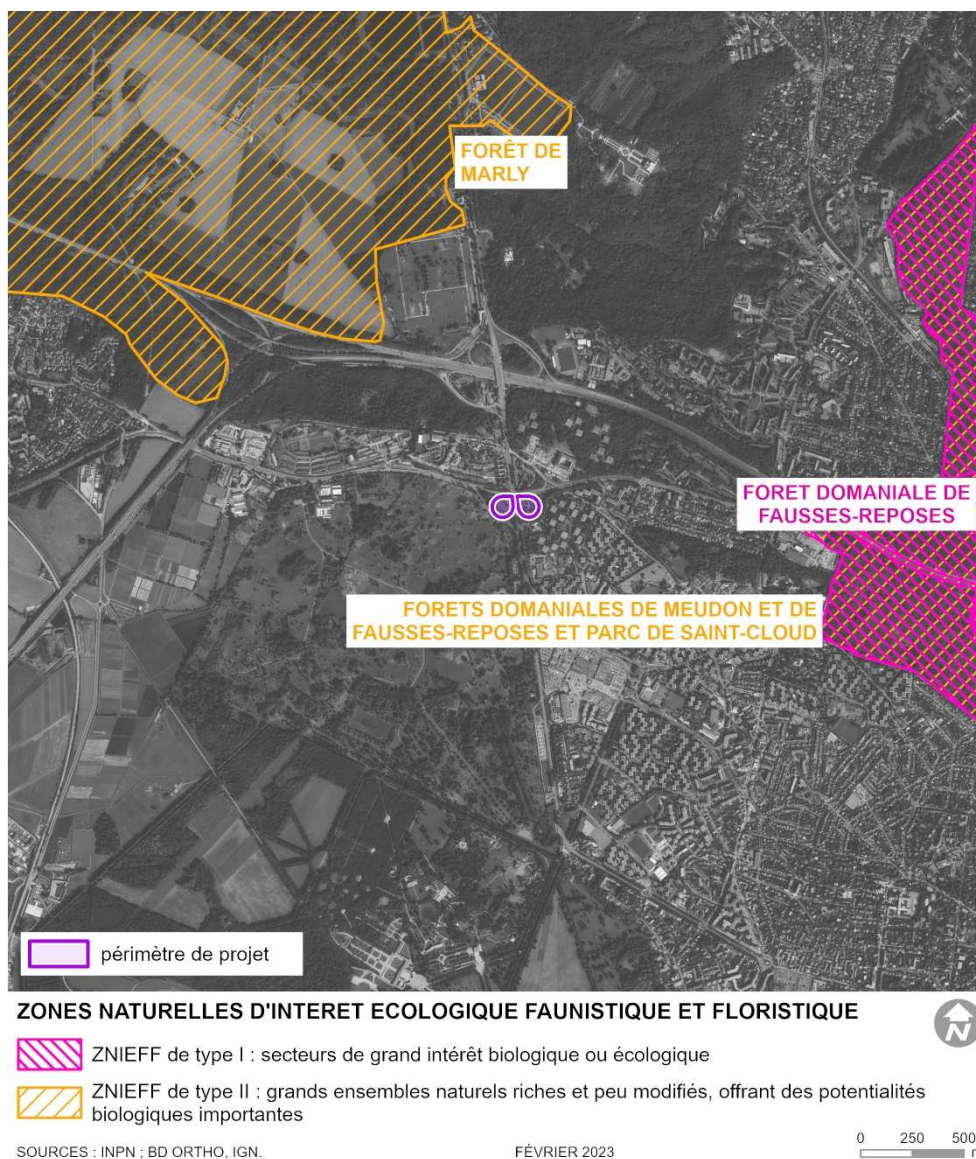 FORÊT DE
MARLY
FORET DOMANIALE DE
FAUSSES-REPOSES
FORETS DOMANIALES DE MEUDON ET DE
FAUSSES-REPOSES ET PARC DE SAINT-CLOUD
périmètre de projet
ZONES NATURELLES D'INTERET ECOLOGIQUE FAUNISTIQUE ET FLORISTIQUE
N
ZNIEFF de type I : secteurs de grand intérêt biologique ou écologique
ZNIEFF de type II : grands ensembles naturels riches et peu modifiés, offrant des potentialités
biologiques importantes
SOURCES : INPN ; BD ORTHO, IGN.
FÉVRIER 2023
0 250 500